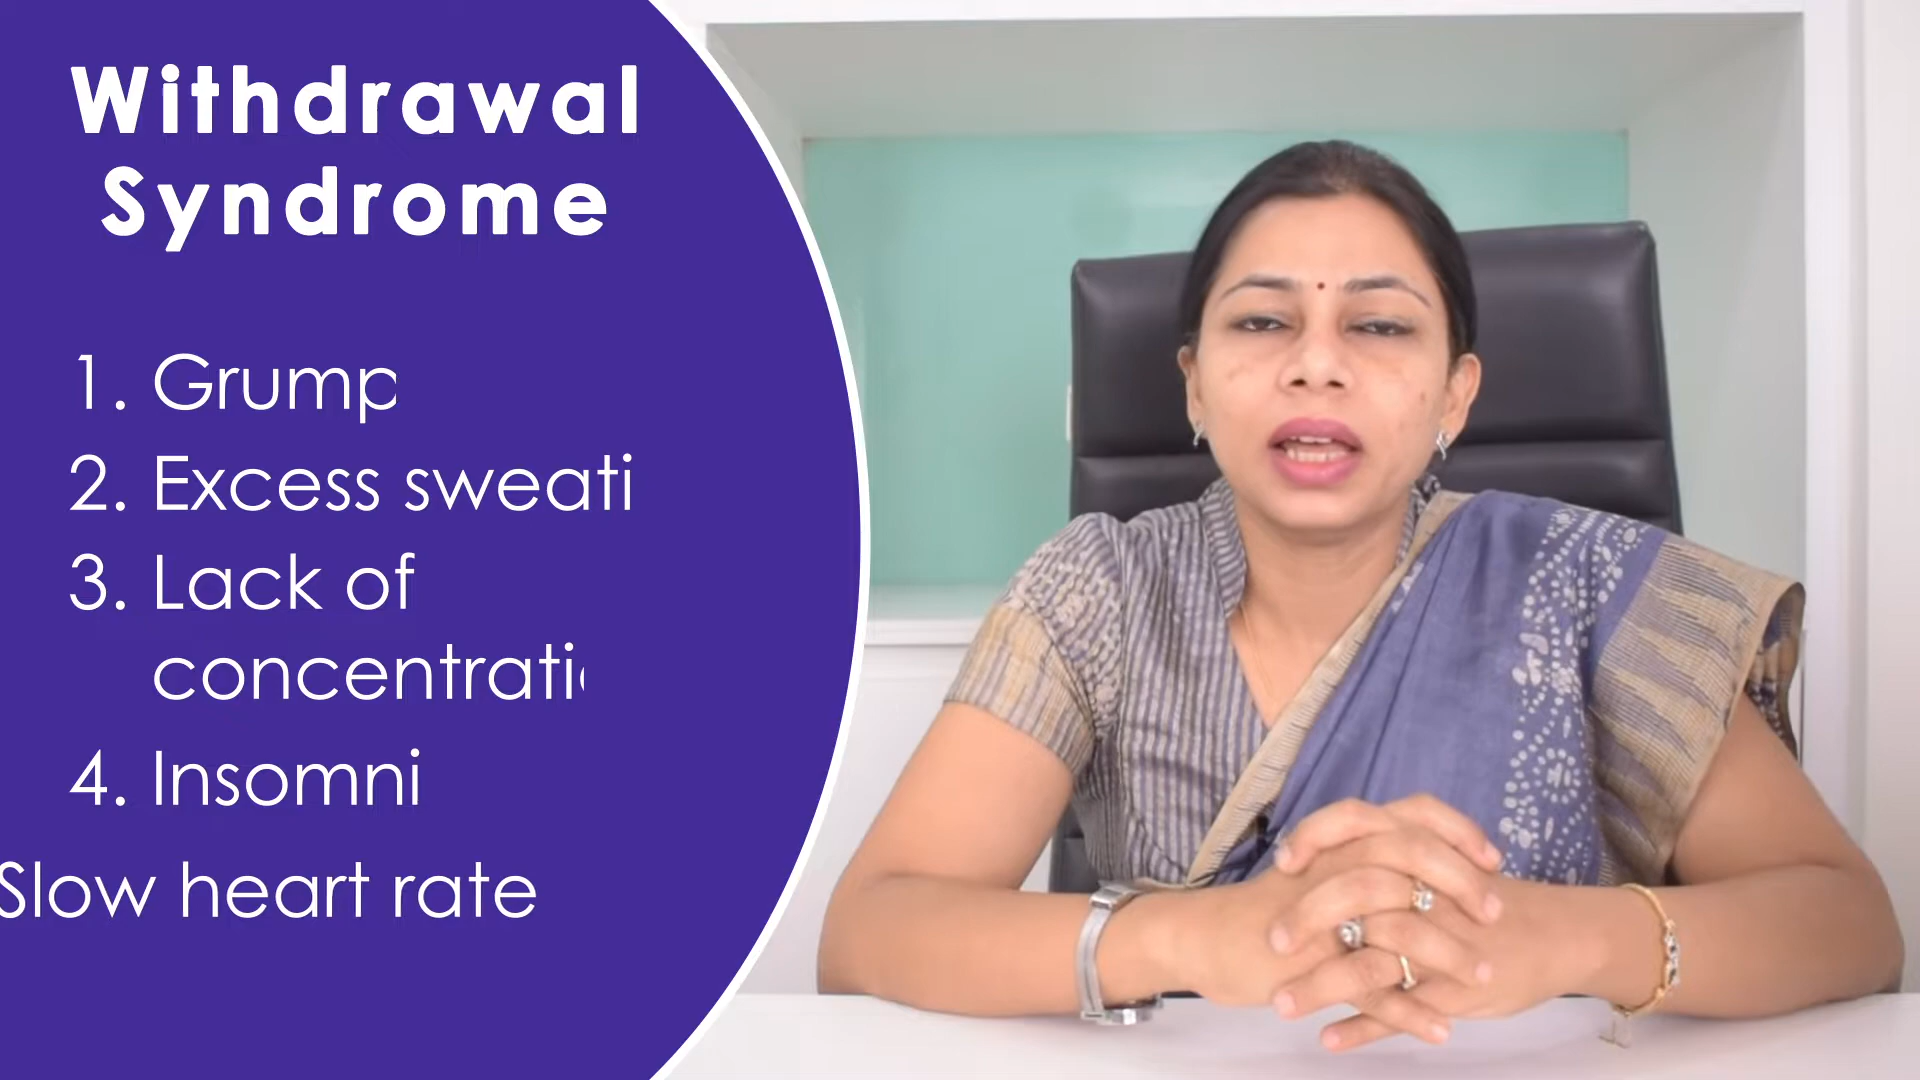 Withdrawal
Syndrome
1. Grump
2. Excess sweati
3. Lack of
concentrati
4. Insomni
Slow heart rate